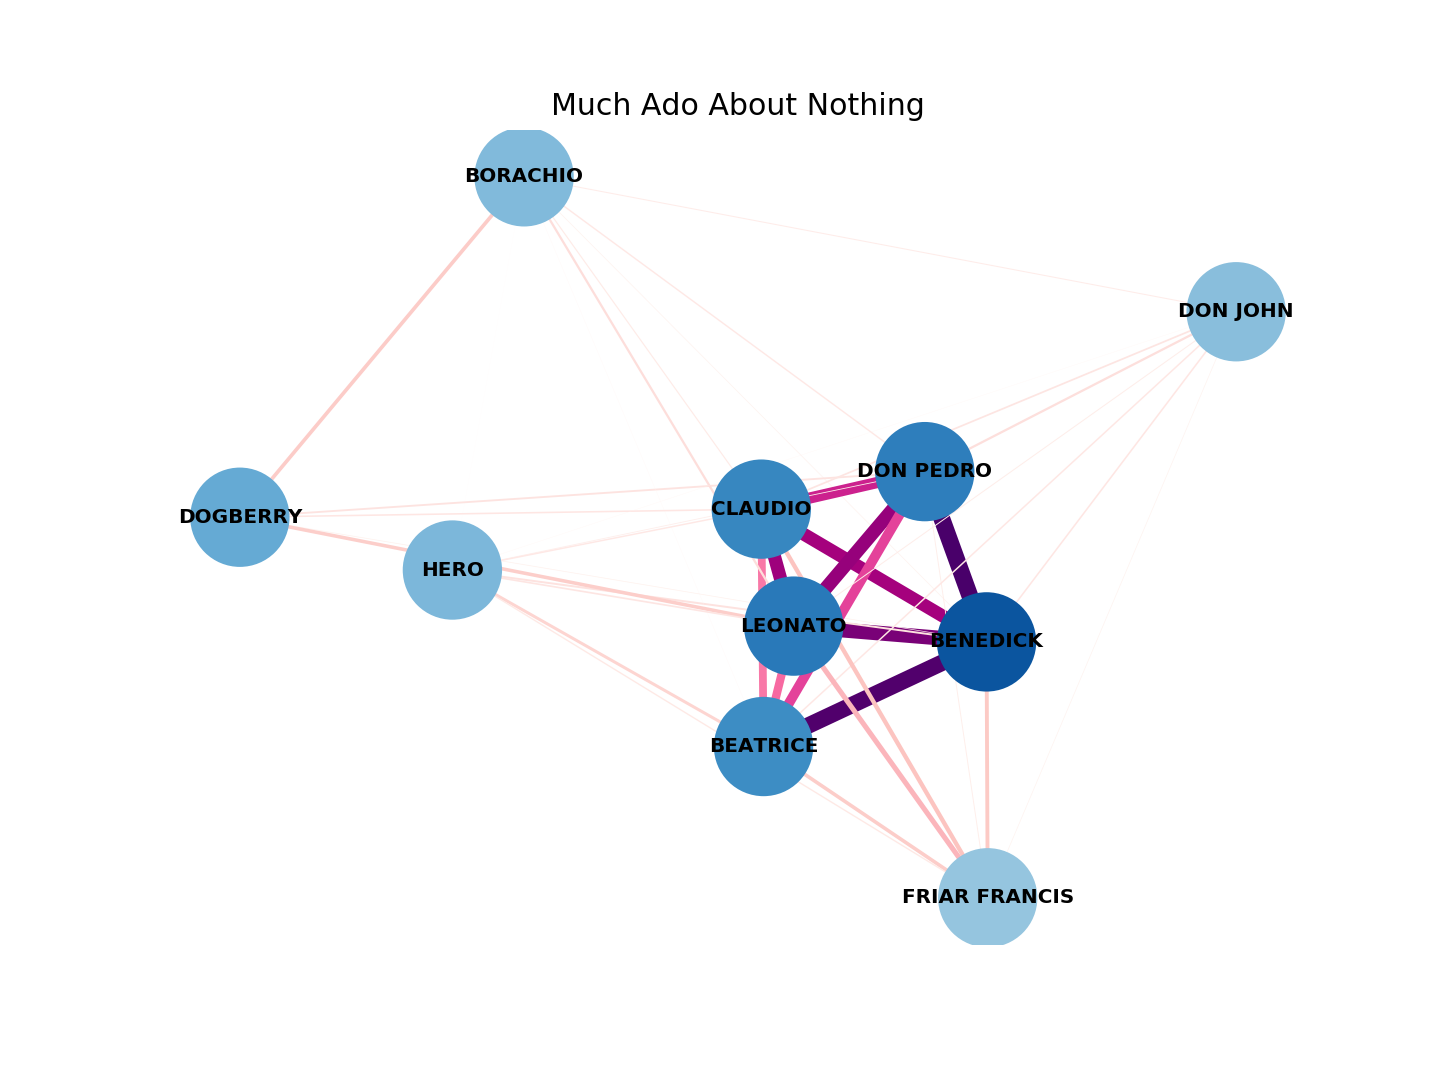 Much Ado About Nothing
BORACHIO
DON JOHN
DON PEDRO
CLAUDIO
DOGBERRY
HERO
LEONATO
BENEDICK
BEATRICE
FRIAR FRANCIS